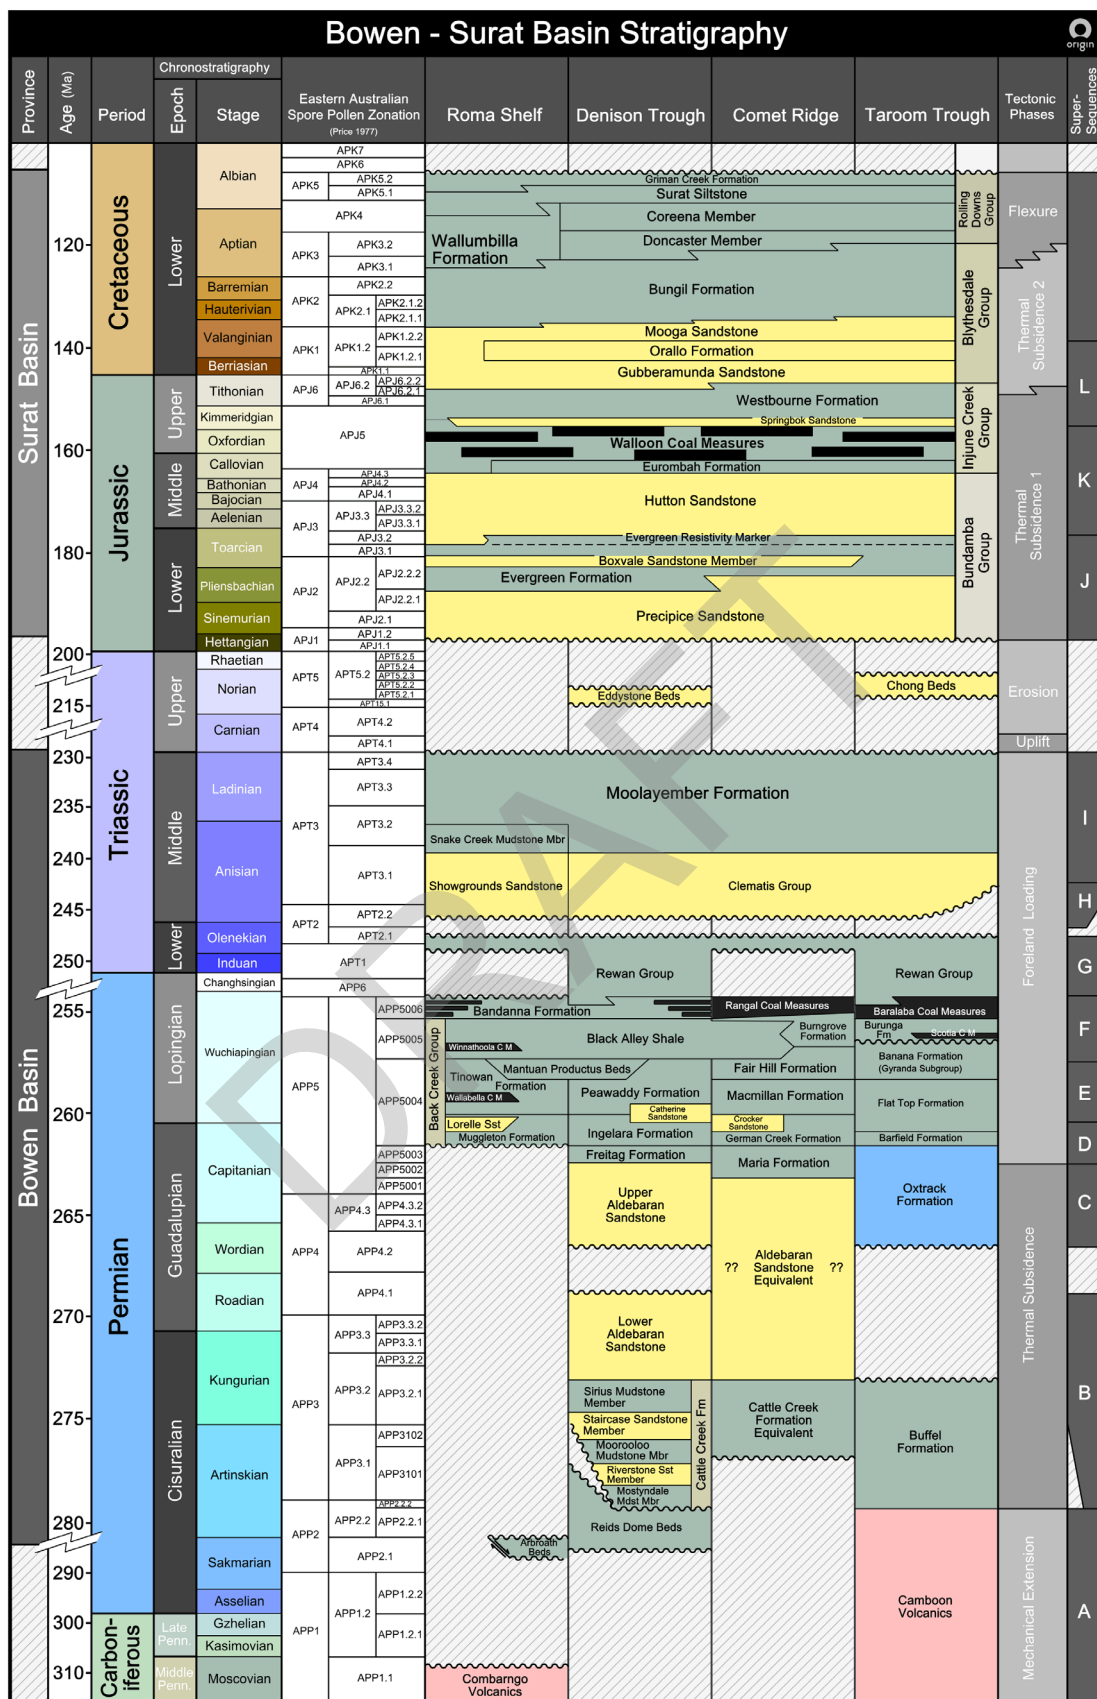 Bowen - Surat Basin Stratigraphy
origin
Province
Age (Ma)
Period
Chronostratigraphy
Epoch
Stage
Eastern Australian
Spore Pollen Zonation
(Price 1977)
Roma Shelf
Denison Trough
Comet Ridge
Taroom Trough
Tectonic
Phases
Super-
Sequences
Surat Basin
Bowen Basin
120
140
160
180
200
215
230
235
240
245
250
255
260
265
270
275
280
290
300
310
Cretaceous
Jurassic
Triassic
Permian
Carbon-
iferous
Lower
Upper
Middle
Lower
Upper
Middle
Lower
Lopingian
Guadalupian
Cisuralian
Late
Penn.
Middle
Penn.
Albian
Aptian
Barremian
Hauterivian
Valanginian
Berriasian
Tithonian
Kimmeridgian
Oxfordian
Callovian
Bathonian
Bajocian
Aelenian
Toarcian
Pliensbachian
Sinemurian
Hettangian
Rhaetian
Norian
Carnian
Ladinian
Anisian
Olenekian
Induan
Changhsingian
Wuchiapingian
Capitanian
Wordian
Roadian
Kungurian
Artinskian
Sakmarian
Asselian
Gzhelian
Kasimovian
Moscovian
APK7
APK6
APK5
APK5.2
APK5.1
APK4
APK3
APK3.2
APK3.1
APK2
APK2.2
APK2.1
APK2.1.2
APK2.1.1
APK1
APK1.2
APK1.2.2
APK1.2.1
APK1.1
APJ6
APJ6.2
APJ6.2.2
APJ6.2.1
APJ6.1
APJ5
APJ4
APJ4.3
APJ4.2
APJ4.1
APJ3
APJ3.3
APJ3.3.2
APJ3.3.1
APJ3.2
APJ3.1
APJ2
APJ2.2
APJ2.2.2
APJ2.2.1
APJ2.1
APJ1
APJ1.2
APJ1.1
APT5
APT5.2
APT5.2.5
APT5.2.4
APT5.2.3
APT5.2.2
APT5.2.1
APT15.1
APT4
APT4.2
APT4.1
APT3
APT3.4
APT3.3
APT3.2
APT3.1
APT2
APT2.2
APT2.1
APT1
APP6
APP5
APP5006
APP5005
APP5004
APP5003
APP5002
APP5001
APP4
APP4.3
APP4.3.2
APP4.3.1
APP4.2
APP4.1
APP3
APP3.3
APP3.3.2
APP3.3.1
APP3.2
APP3.2.2
APP3.2.1
APP3.1
APP3102
APP3101
APP2
APP2.2
APP2.2.2
APP2.2.1
APP2.1
APP1
APP1.2
APP1.2.2
APP1.2.1
APP1.1
Griman Creek Formation
Surat Siltstone
Coreena Member
Wallumbilla
Formation
Doncaster Member
Bungil Formation
Mooga Sandstone
Orallo Formation
Gubberamunda Sandstone
Westbourne Formation
Springbok Sandstone
Walloon Coal Measures
Eurombah Formation
Hutton Sandstone
Evergreen Resistivity Marker
Boxvale Sandstone Member
Evergreen Formation
Precipice Sandstone
Rolling
Downs
Group
Blythesdale
Group
Injune Creek
Group
Bundamba
Group
Eddystone Beds
Chong Beds
Moolayember Formation
Snake Creek Mudstone Mbr
Showgrounds Sandstone
Clematis Group
Rewan Group
Rewan Group
Bandanna Formation
Rangal Coal Measures
Baralaba Coal Measures
Back Creek Group
Black Alley Shale
Winnathoola C M
Burngrove
Formation
Burunga
Fm
Scotia C M
Mantuan Productus Beds
Tinowan
Formation
Fair Hill Formation
Banana Formation
(Gyranda Subgroup)
Wallabella C M
Peawaddy Formation
Macmillan Formation
Flat Top Formation
Catherine
Sandstone
Lorelle Sst
Crocker
Sandstone
Muggleton Formation
Ingelara Formation
German Creek Formation
Barfield Formation
Freitag Formation
Maria Formation
Upper
Aldebaran
Sandstone
Oxtrack
Formation
Aldebaran
?? Sandstone ??
Equivalent
Lower
Aldebaran
Sandstone
Sirius Mudstone
Member
Staircase Sandstone
Member
Moorooloo
Mudstone Mbr
Riverstone Sst
Member
Mostyndale
Mdst Mbr
Cattle Creek Fm
Cattle Creek
Formation
Equivalent
Buffel
Formation
Reids Dome Beds
Arbroath
Beds
Camboon
Volcanics
Combarngo
Volcanics
Flexure
Thermal
Subsidence 2
Thermal
Subsidence 1
Erosion
Uplift
Foreland Loading
Thermal Subsidence
Mechanical Extension
L
K
J
I
H
G
F
E
D
C
B
A
DRAFT